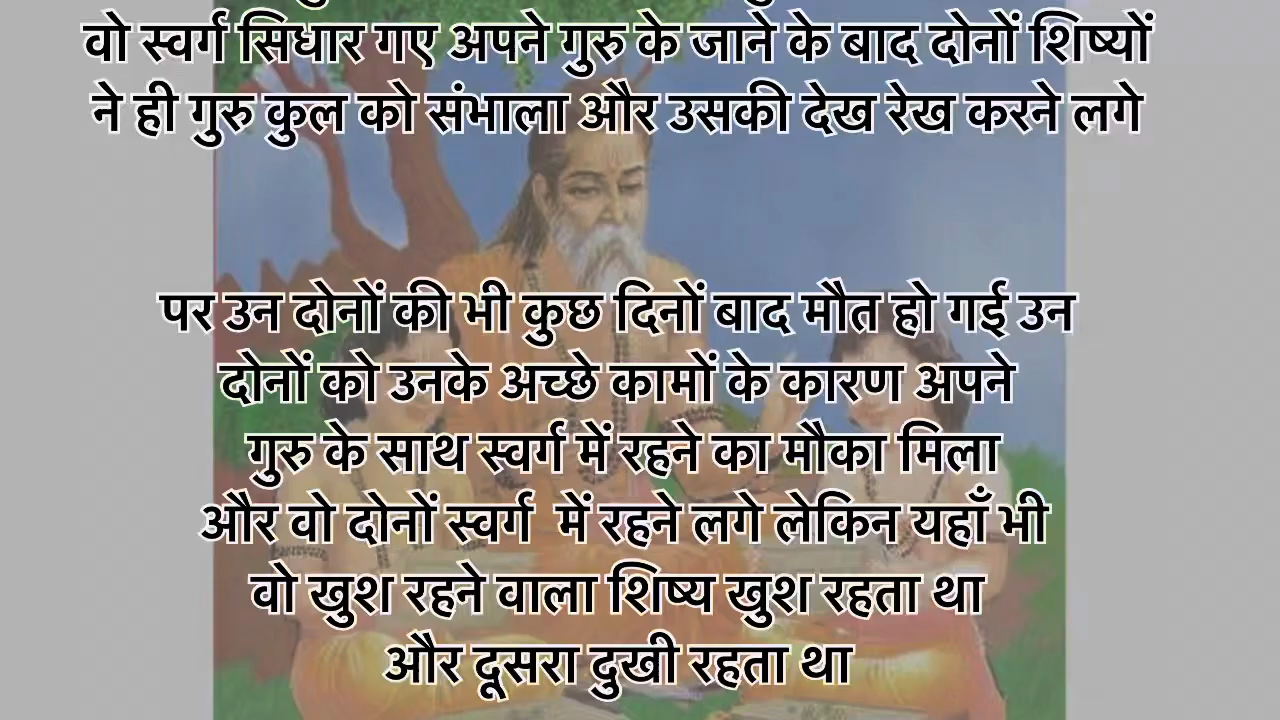 वो स्वर्ग सिधार गए अपने गुरु के जाने के बाद दोनों शिष्यों
ने ही गुरु कुल को संभाला और उसकी देख रेख करने लगे
पर उन दोनों की भी कुछ दिनों बाद मौत हो गई उन
दोनों को उनके अच्छे कामों के कारण अपने
गुरु के साथ स्वर्ग में रहने का मौका मिला
और वो दोनों स्वर्ग में रहने लगे लेकिन यहाँ भी
वो खुश रहने वाला शिष्य खुश रहता था
और दूसरा दुखी रहता था